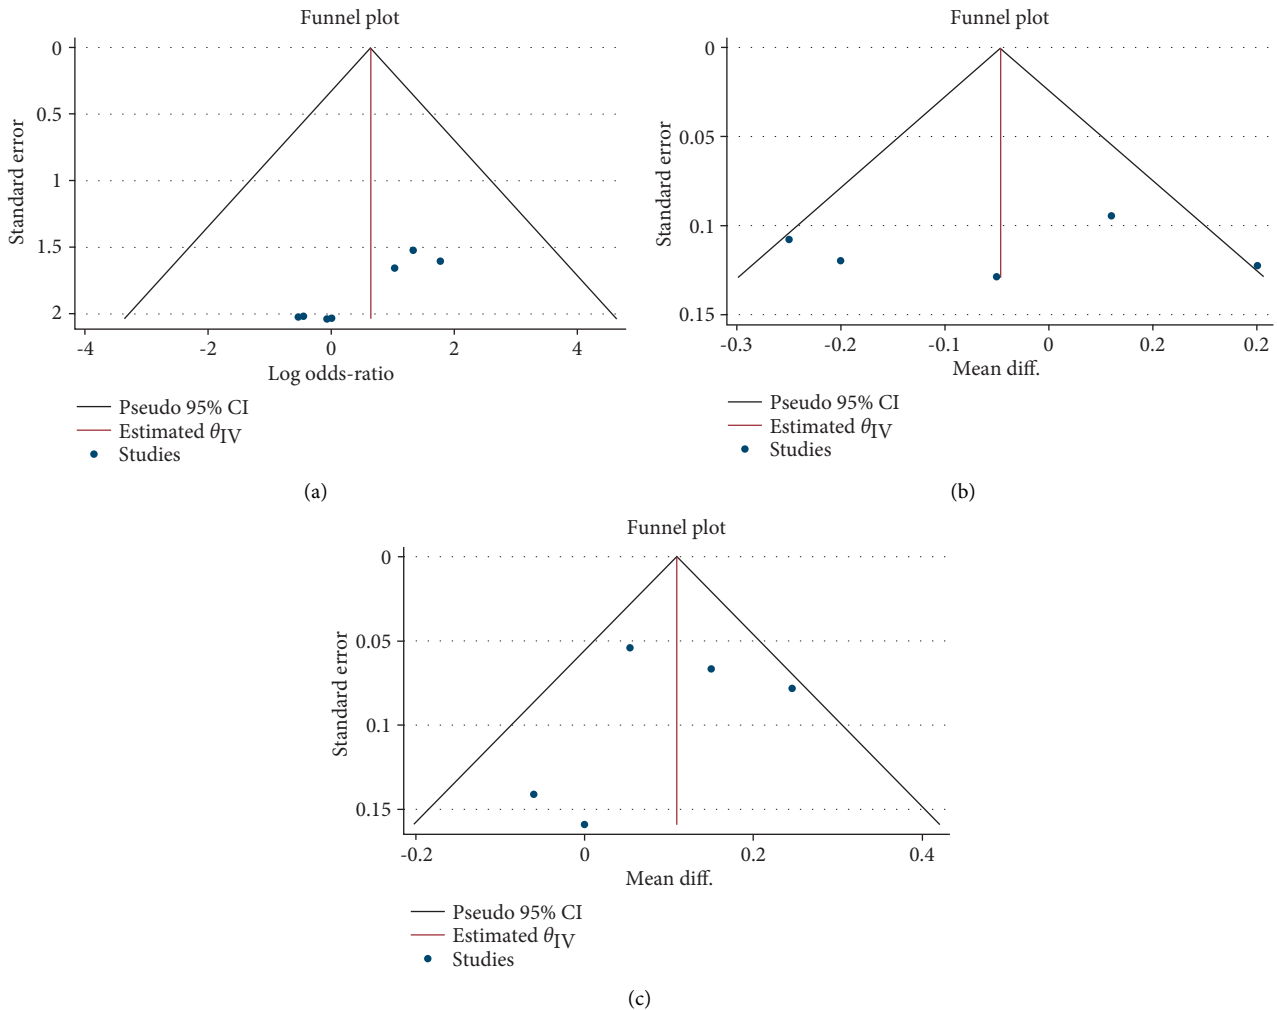 Funnel plot
0
0.5
1
1.5
2
Standard error
-4
-2
0
2
4
Log odds-ratio
Pseudo 95% CI
Estimated θIV
Studies
(a)
Funnel plot
0
0.05
0.1
0.15
Standard error
-0.3
-0.2
-0.1
0
0.2
0.2
Mean diff.
Pseudo 95% CI
Estimated θIV
Studies
(b)
Funnel plot
0
0.05
0.1
0.15
Standard error
-0.2
0
0.2
0.4
Mean diff.
Pseudo 95% CI
Estimated θIV
Studies
(c)